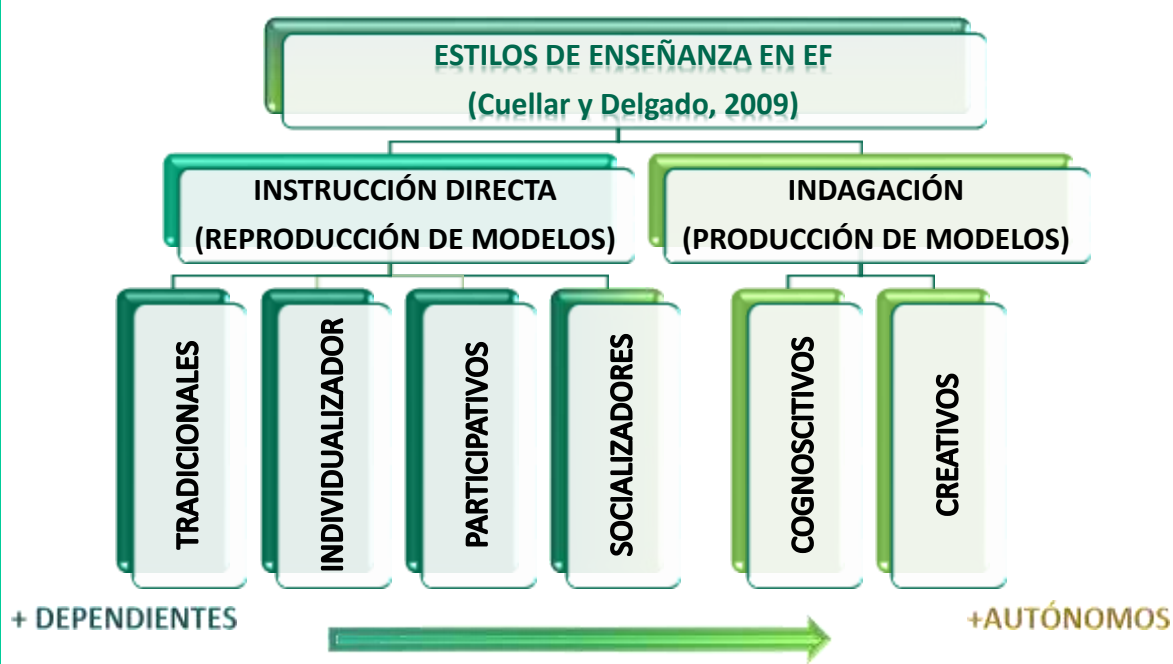 ESTILOS DE ENSEÑANZA EN EF
(Cuellar y Delgado, 2009)
INSTRUCCIÓN DIRECTA
(REPRODUCCIÓN DE MODELOS)
INDAGACIÓN
(PRODUCCIÓN DE MODELOS)
TRADICIONALES
INDIVIDUALIZADOR
PARTICIPATIVOS
SOCIALIZADORES
COGNOSCITIVOS
CREATIVOS
+ DEPENDIENTES
+AUTÓNOMOS